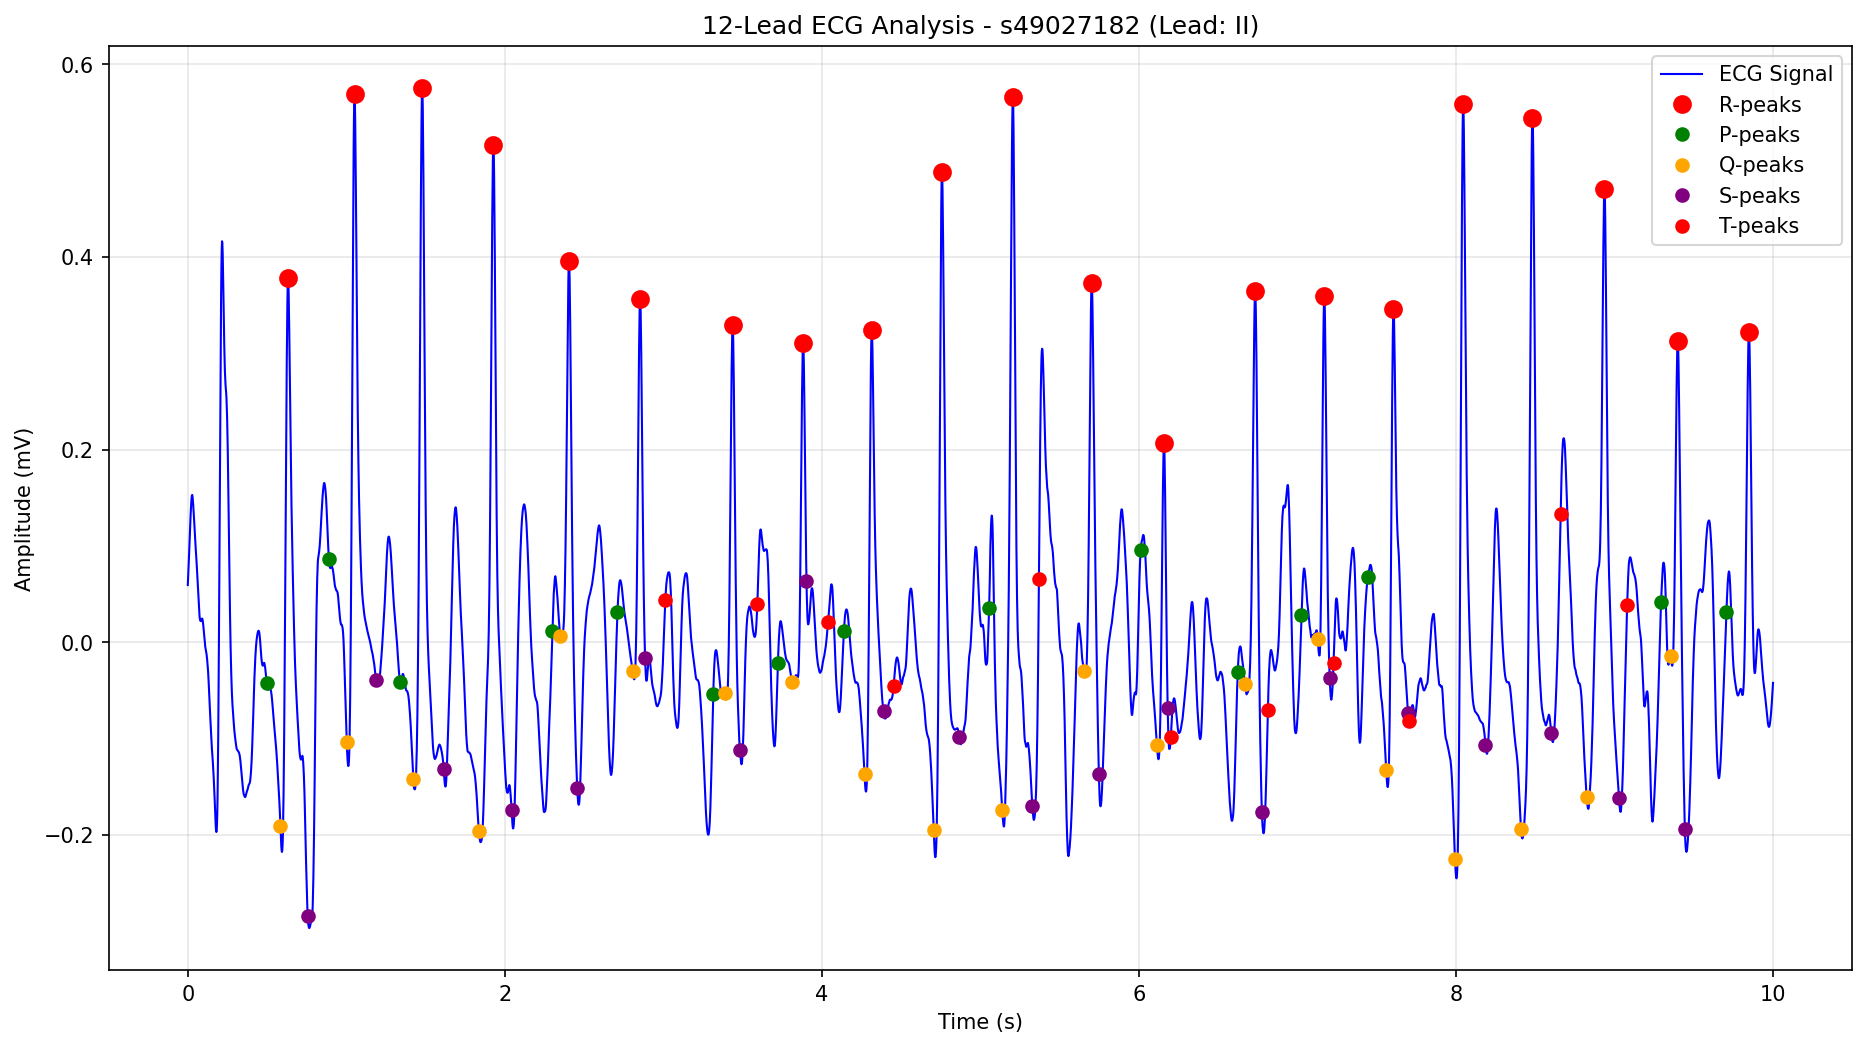 12-Lead ECG Analysis - s49027182 (Lead: II)
ECG Signal
R-peaks
P-peaks
Q-peaks
S-peaks
T-peaks
Amplitude (mV)
0.6
0.4
0.2
0.0
−0.2
0 2 4 6 8 10
Time (s)